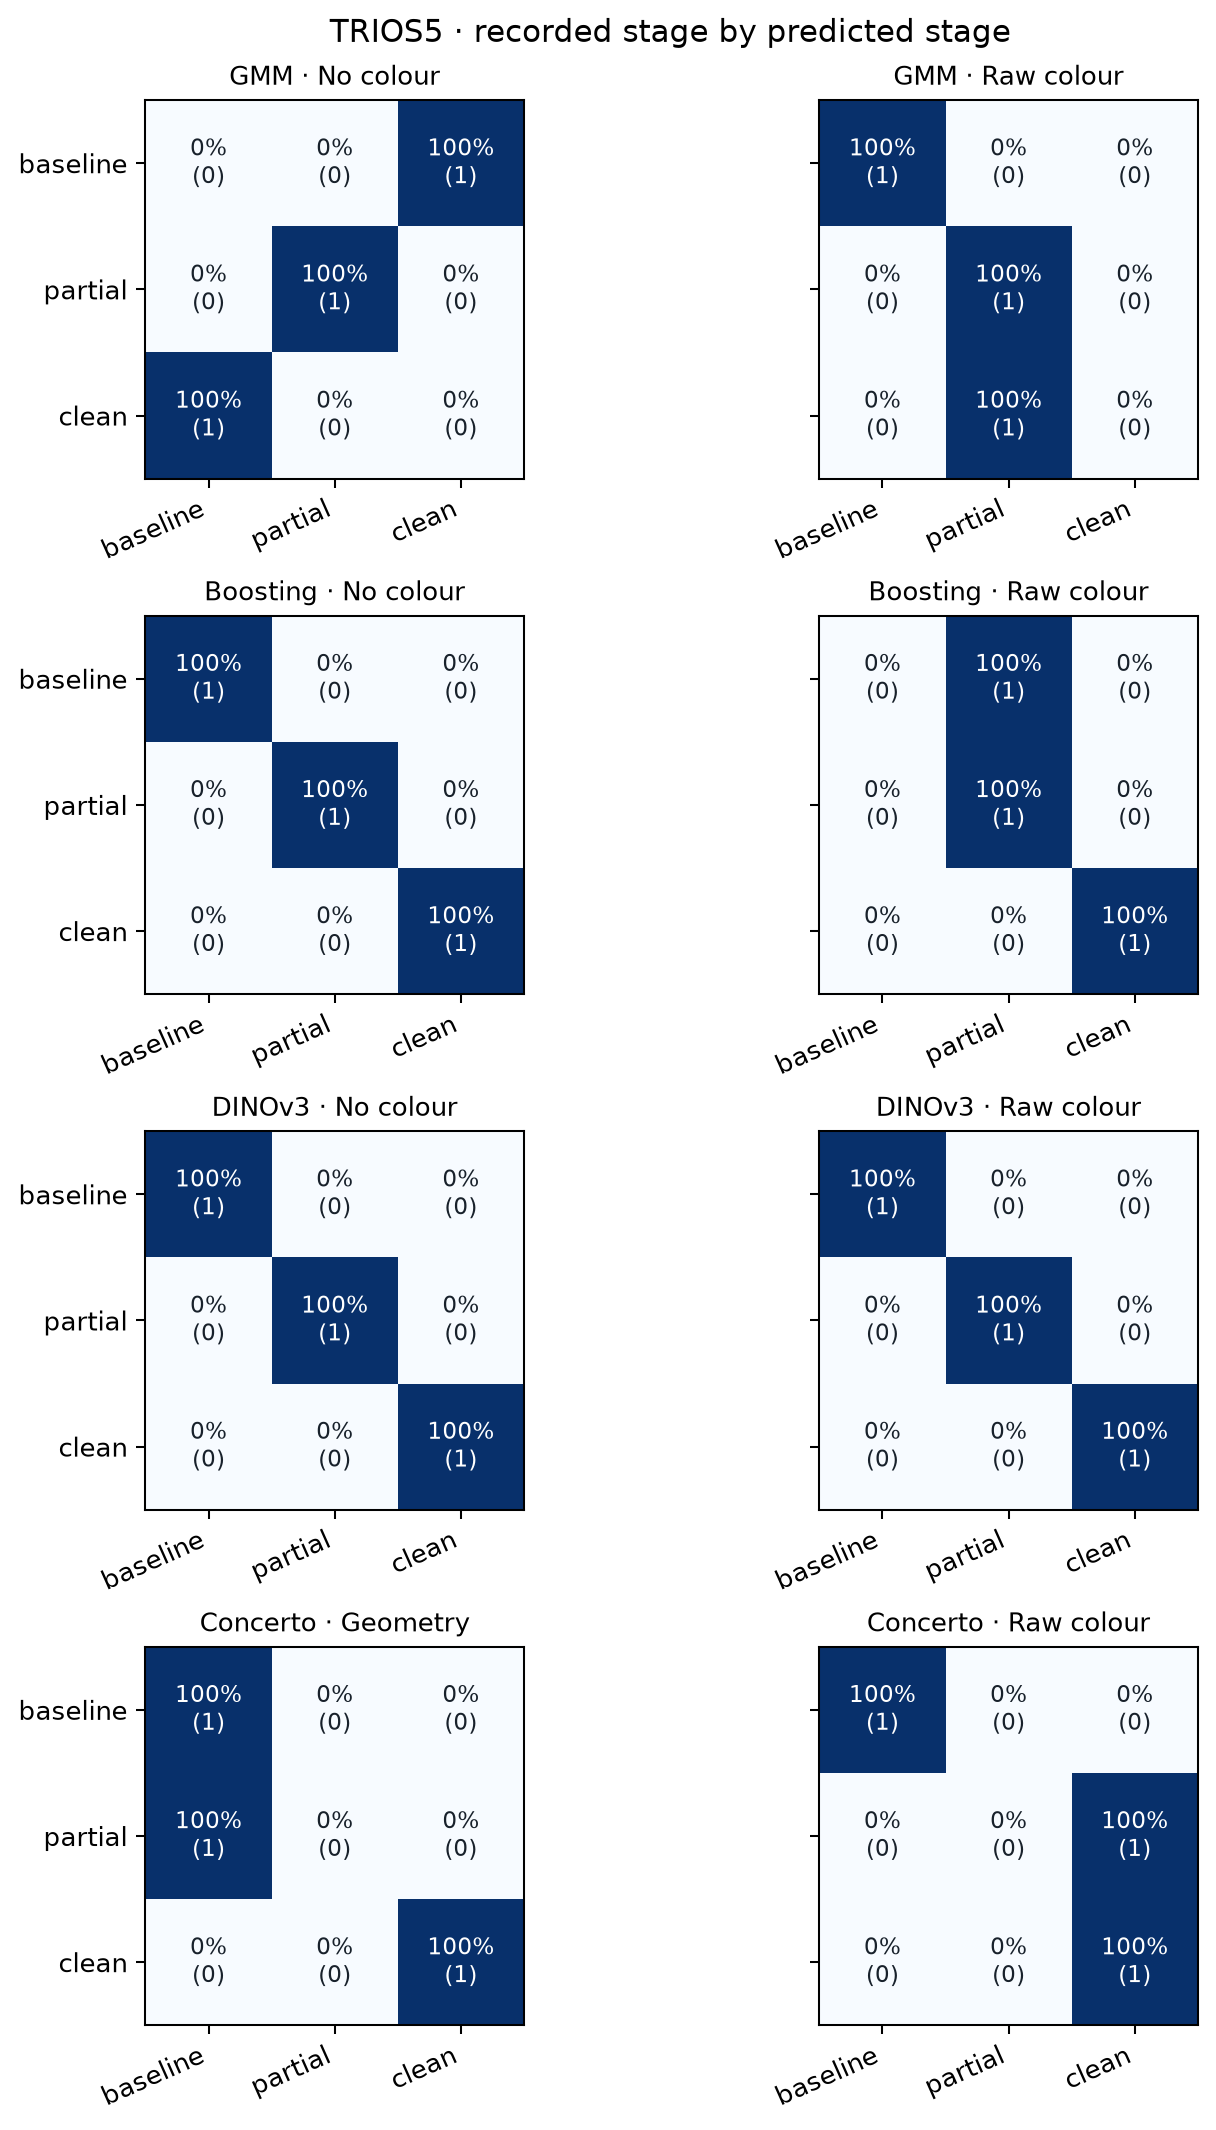 TRIOS5 · recorded stage by predicted stage
GMM · No colour
GMM · Raw colour
baseline
0% 0% 100%
(0) (0) (1)
100% 0% 0%
(1) (0) (0)
partial
0% 100% 0%
(0) (1) (0)
0% 100% 0%
(0) (1) (0)
clean
100% 0% 0%
(1) (0) (0)
0% 100% 0%
(0) (1) (0)
baseline partial clean
baseline partial clean
Boosting · No colour
Boosting · Raw colour
baseline
100% 0% 0%
(1) (0) (0)
0% 100% 0%
(0) (1) (0)
partial
0% 100% 0%
(0) (1) (0)
0% 100% 0%
(0) (1) (0)
clean
0% 0% 100%
(0) (0) (1)
0% 0% 100%
(0) (0) (1)
baseline partial clean
baseline partial clean
DINOv3 · No colour
DINOv3 · Raw colour
baseline
100% 0% 0%
(1) (0) (0)
100% 0% 0%
(1) (0) (0)
partial
0% 100% 0%
(0) (1) (0)
0% 100% 0%
(0) (1) (0)
clean
0% 0% 100%
(0) (0) (1)
0% 0% 100%
(0) (0) (1)
baseline partial clean
baseline partial clean
Concerto · Geometry
Concerto · Raw colour
baseline
100% 0% 0%
(1) (0) (0)
100% 0% 0%
(1) (0) (0)
partial
100% 0% 0%
(1) (0) (0)
0% 0% 100%
(0) (0) (1)
clean
0% 0% 100%
(0) (0) (1)
0% 0% 100%
(0) (0) (1)
baseline partial clean
baseline partial clean